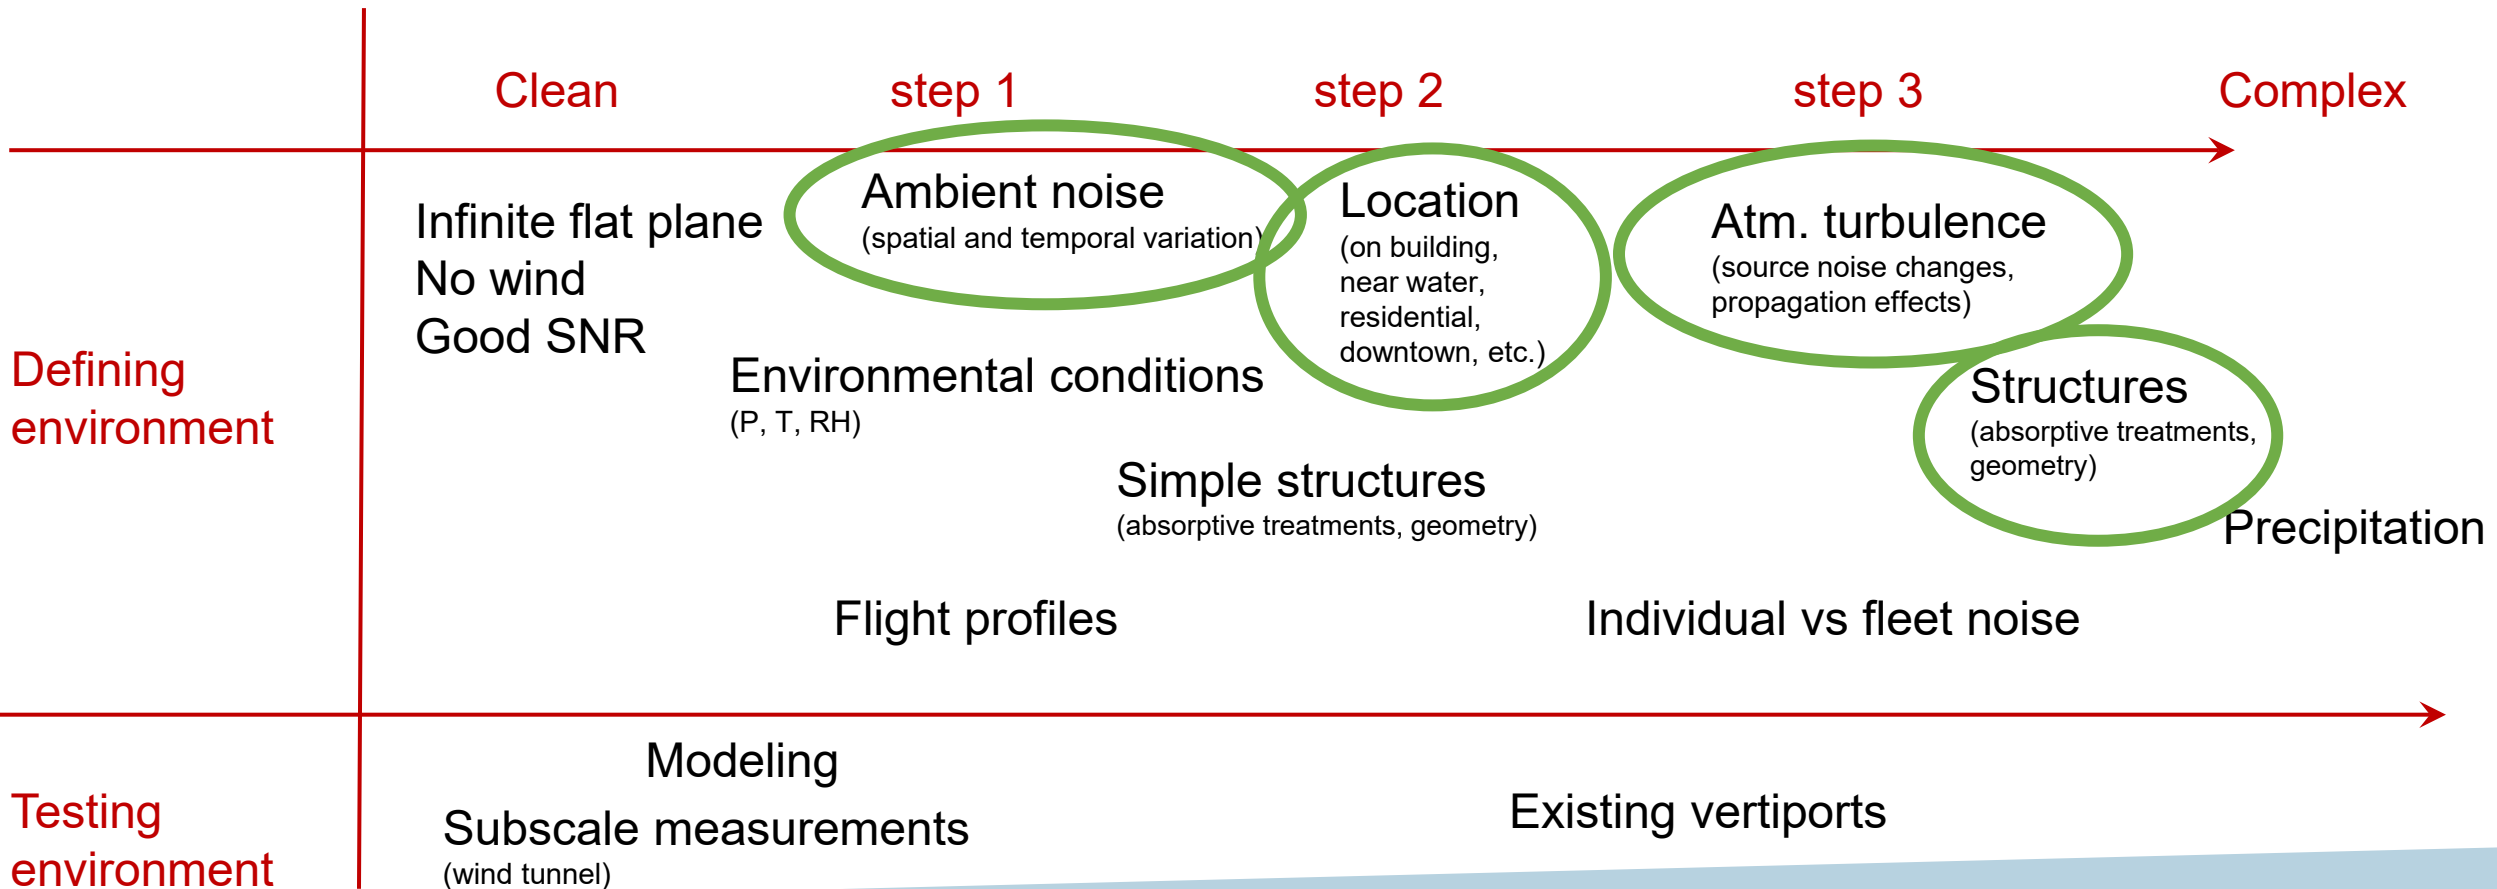 Clean
step 1
step 2
step 3
Complex
Defining
environment
Infinite flat plane
No wind
Good SNR
Ambient noise
(spatial and temporal variation)
Environmental conditions
(P, T, RH)
Location
(on building,
near water,
residential,
downtown, etc.)
Simple structures
(absorptive treatments, geometry)
Atm. turbulence
(source noise changes,
propagation effects)
Structures
(absorptive treatments,
geometry)
Precipitation
Flight profiles
Individual vs fleet noise
Testing
environment
Modeling
Subscale measurements
(wind tunnel)
Existing vertiports